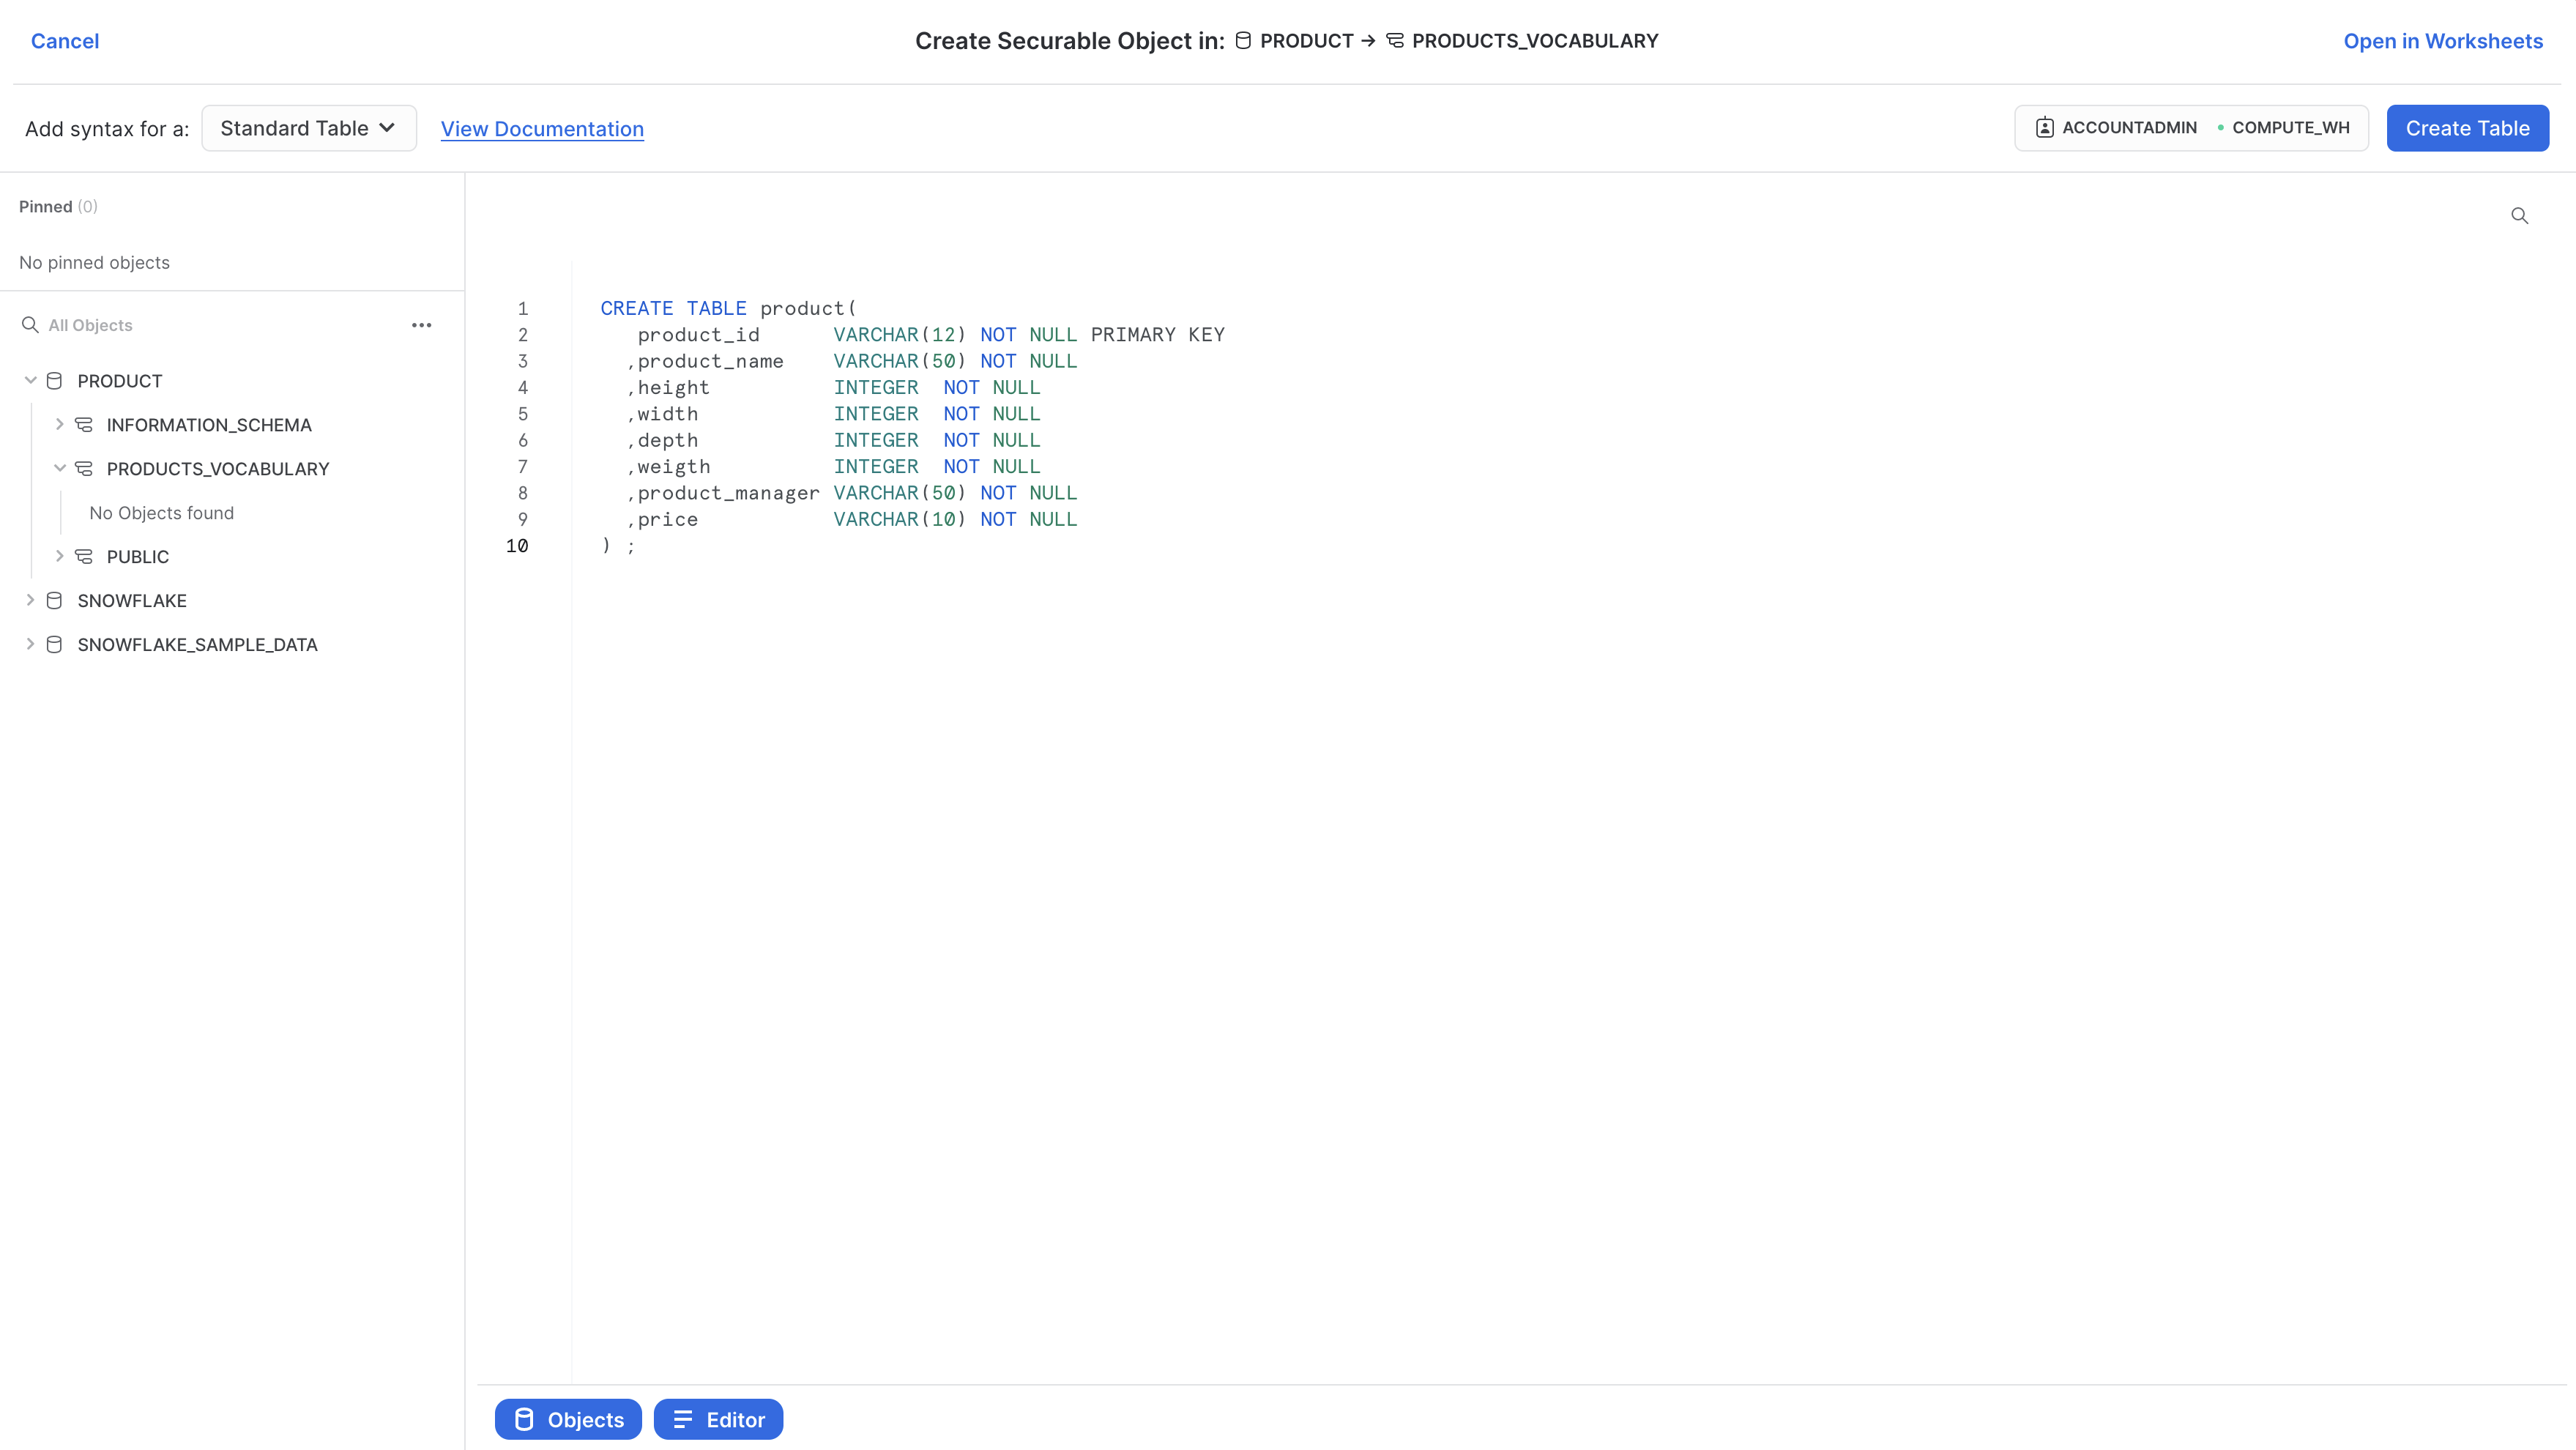 Cancel
Create Securable Object in: PRODUCT → PRODUCTS_VOCABULARY
Open in Worksheets
Add syntax for a: Standard Table View Documentation
ACCOUNTADMIN • COMPUTE_WH Create Table
Pinned (0)
No pinned objects
All Objects
PRODUCT
INFORMATION_SCHEMA
PRODUCTS_VOCABULARY
No Objects found
PUBLIC
SNOWFLAKE
SNOWFLAKE_SAMPLE_DATA
1 CREATE TABLE product(
2 product_id VARCHAR(12) NOT NULL PRIMARY KEY
3 ,product_name VARCHAR(50) NOT NULL
4 ,height INTEGER NOT NULL
5 ,width INTEGER NOT NULL
6 ,depth INTEGER NOT NULL
7 ,weigth INTEGER NOT NULL
8 ,product_manager VARCHAR(50) NOT NULL
9 ,price VARCHAR(10) NOT NULL
10 ) ;
Objects Editor